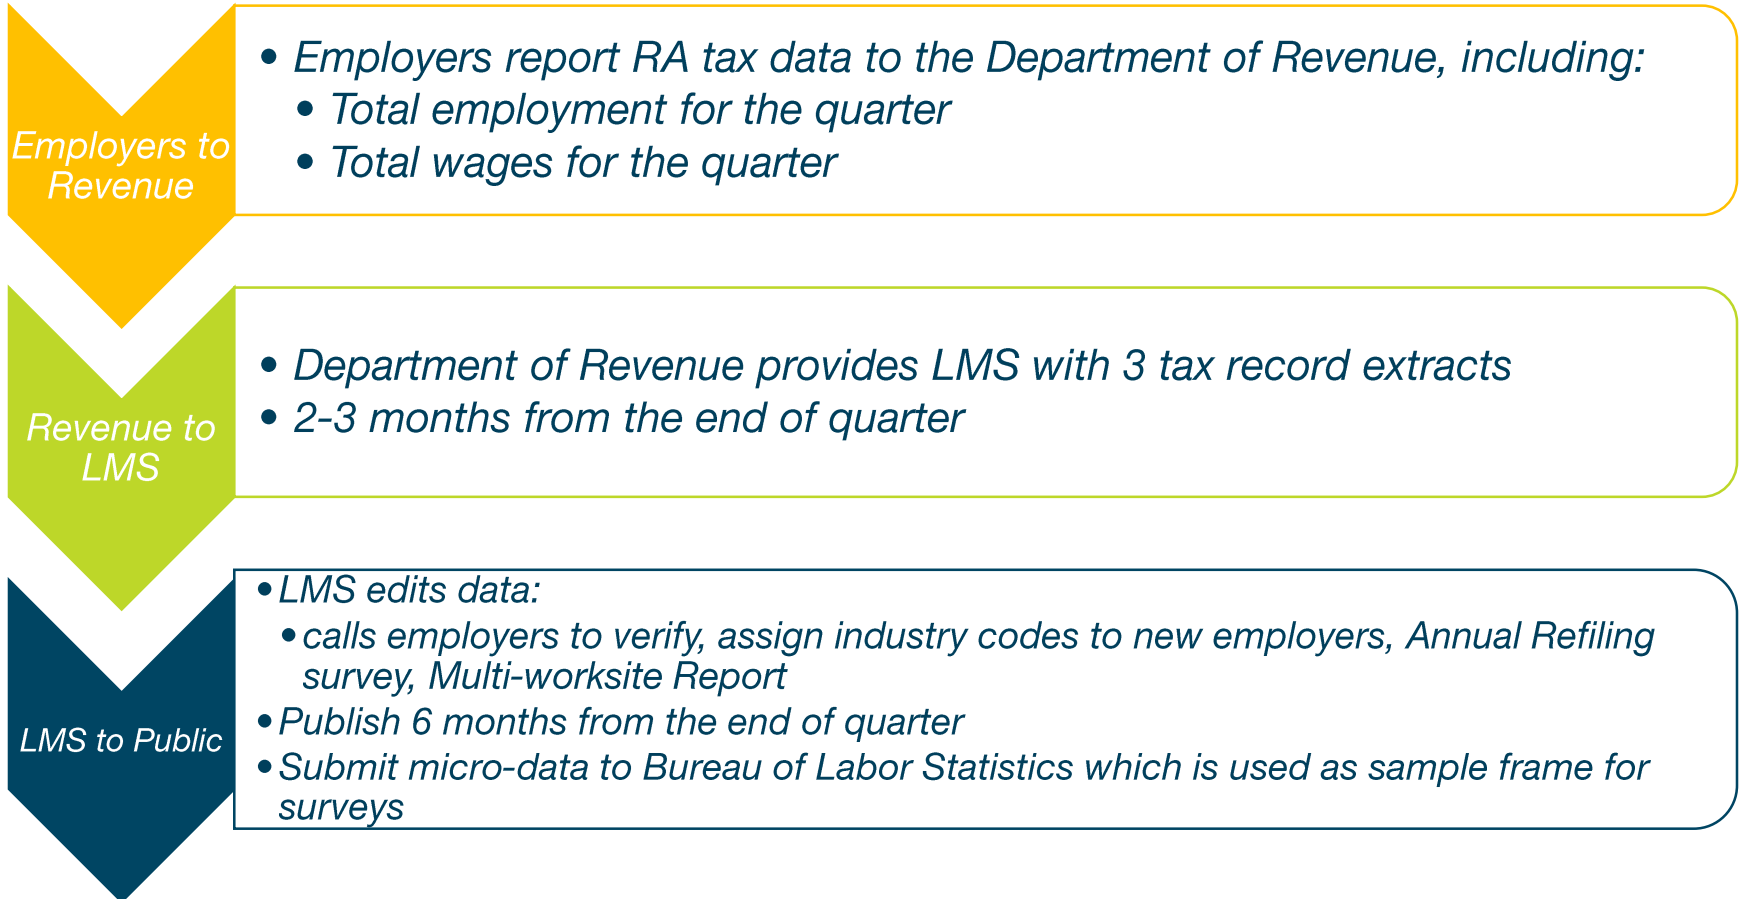 Employers to
Revenue
• Employers report RA tax data to the Department of Revenue, including:
• Total employment for the quarter
• Total wages for the quarter
Revenue to
LMS
• Department of Revenue provides LMS with 3 tax record extracts
• 2-3 months from the end of quarter
LMS to Public
• LMS edits data:
• calls employers to verify, assign industry codes to new employers, Annual Refiling
survey, Multi-worksite Report
• Publish 6 months from the end of quarter
• Submit micro-data to Bureau of Labor Statistics which is used as sample frame for
surveys